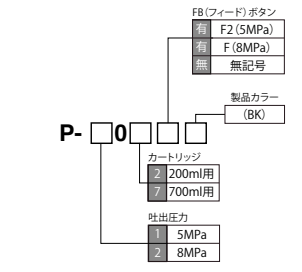 FB(フィード)ボタン
有 F2(5MPa)
有 F(8MPa)
無 無記号
製品カラー
(BK)
P- □0□□□
カートリッジ
2 200ml用
7 700ml用
吐出圧力
1 5MPa
2 8MPa